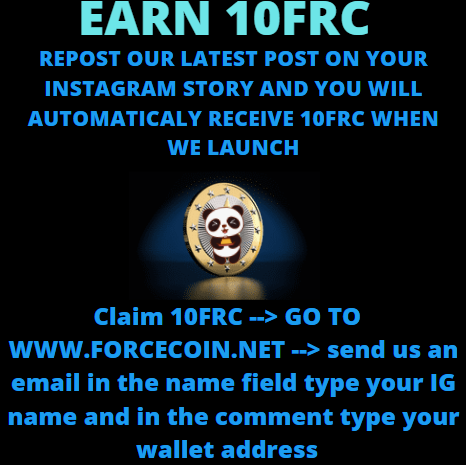 EARN 10FRC
REPOST OUR LATEST POST ON YOUR
INSTAGRAM STORY AND YOU WILL
AUTOMATICALY RECEIVE 10FRC WHEN
WE LAUNCH
Claim 10FRC --> GO TO
WWW.FORCECOIN.NET --> send us an
email in the name field type your IG
name and in the comment type your
wallet address